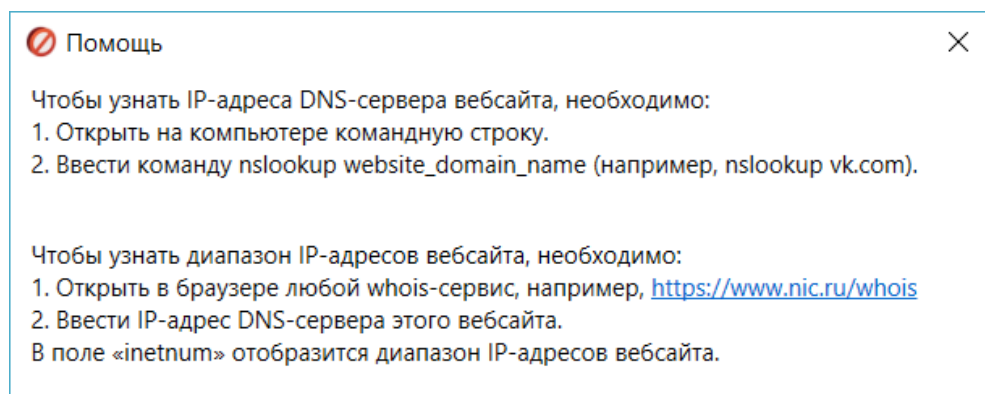 Помощь
Чтобы узнать IP-адреса DNS-сервера вебсайта, необходимо:
1. Открыть на компьютере командную строку.
2. Ввести команду nslookup website_domain_name (например, nslookup vk.com).
Чтобы узнать диапазон IP-адресов вебсайта, необходимо:
1. Открыть в браузере любой whois-сервис, например, https://www.nic.ru/whois
2. Ввести IP-адрес DNS-сервера этого вебсайта.
В поле «inetnum» отобразится диапазон IP-адресов вебсайта.